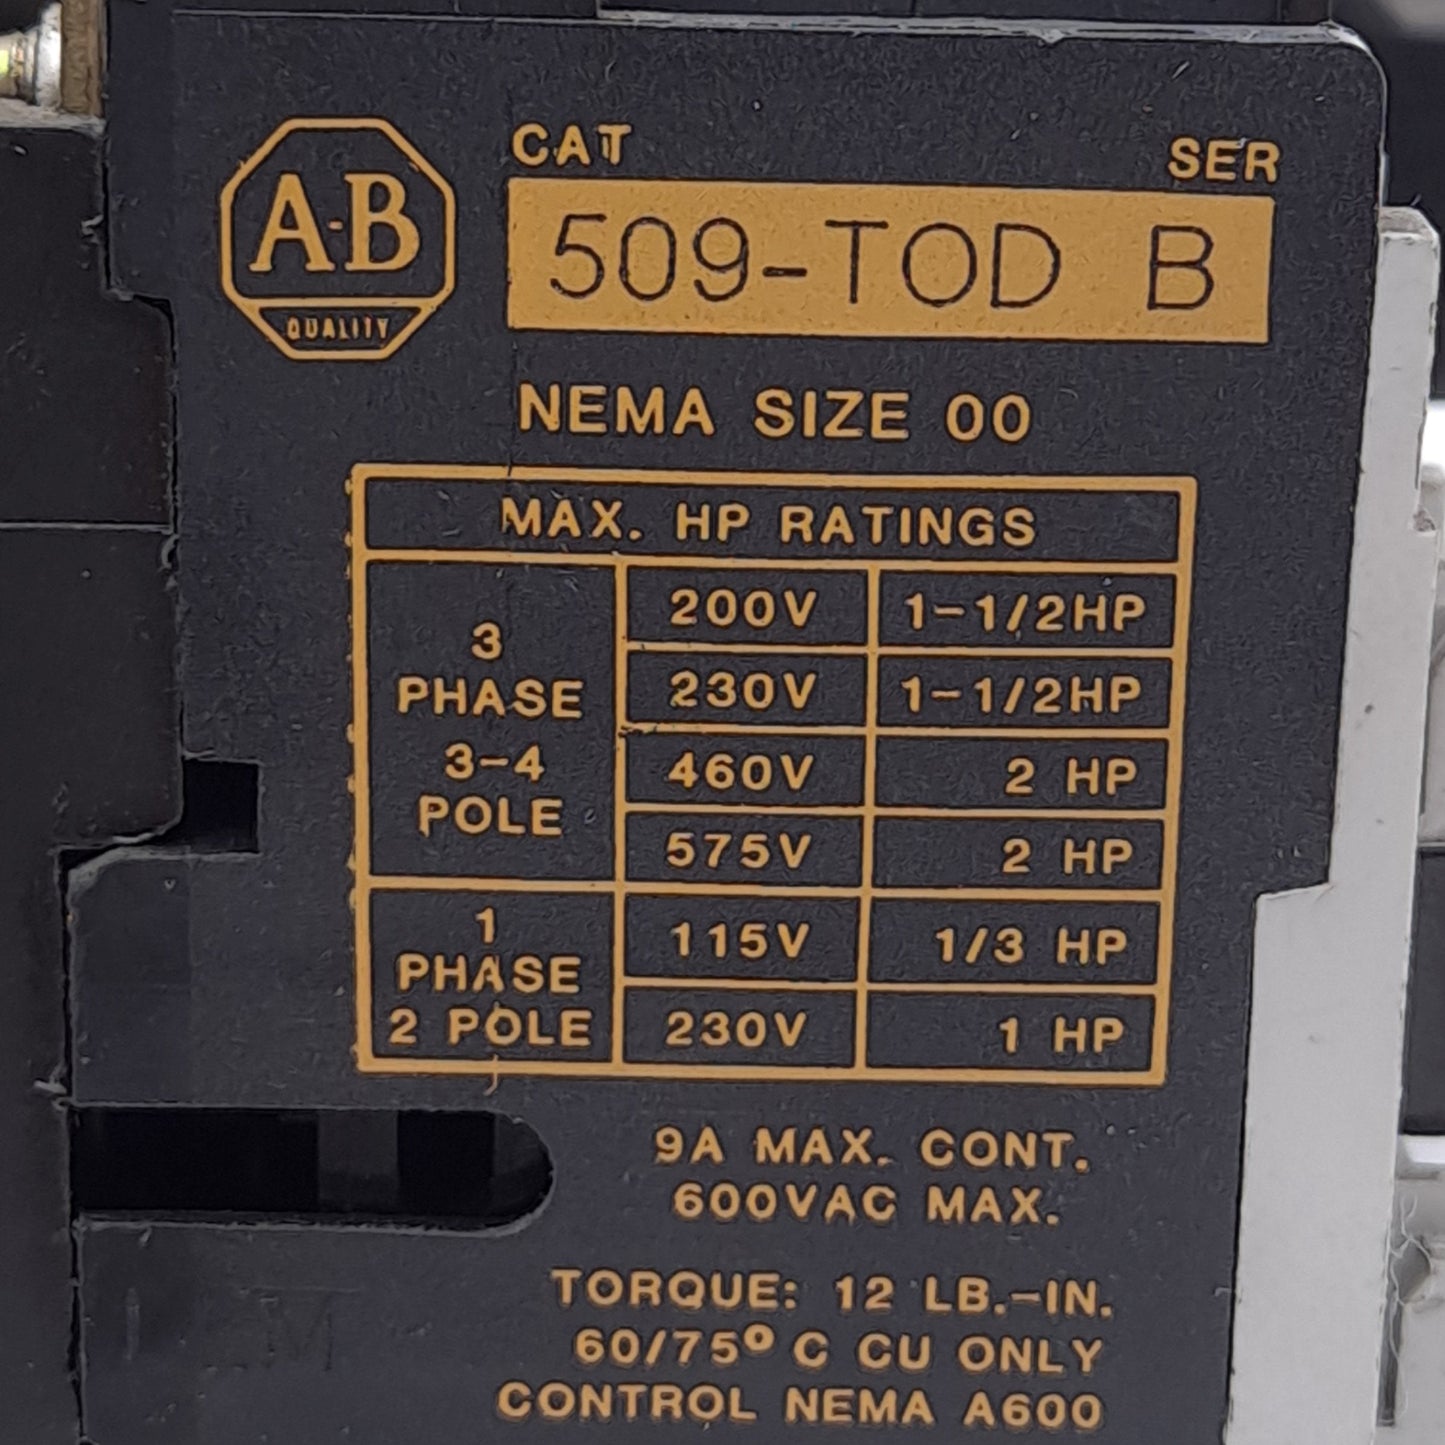 A-B
QUALITY
CAT SER
509-TOD B
NEMA SIZE 00
MAX. HP RATINGS
3
PHASE
3-4
POLE
200V 1-1/2HP
230V 1-1/2HP
460V 2 HP
575V 2 HP
1
PHASE
2 POLE
115V 1/3 HP
230V 1 HP
9A MAX. CONT.
600VAC MAX.
TORQUE: 12 LB.-IN.
60/75º C CU ONLY
CONTROL NEMA A600